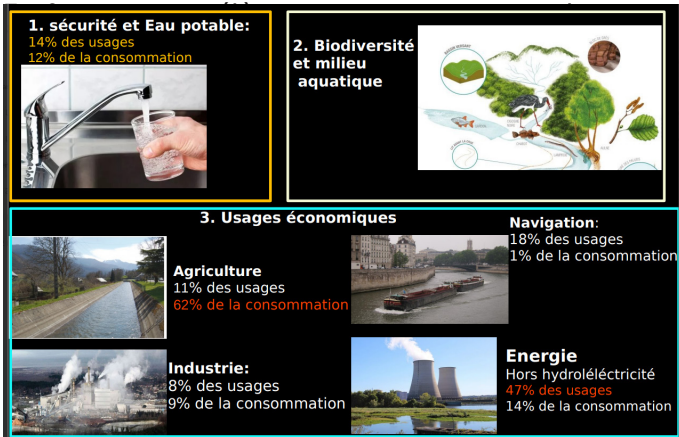 1. sécurité et Eau potable:
14% des usages
12% de la consommation
2. Biodiversité
et milieu
aquatique
3. Usages économiques
Agriculture
11% des usages
62% de la consommation
Navigation:
18% des usages
1% de la consommation
Industrie:
8% des usages
9% de la consommation
Energie
Hors hydroléléctricité
47% des usages
14% de la consommation